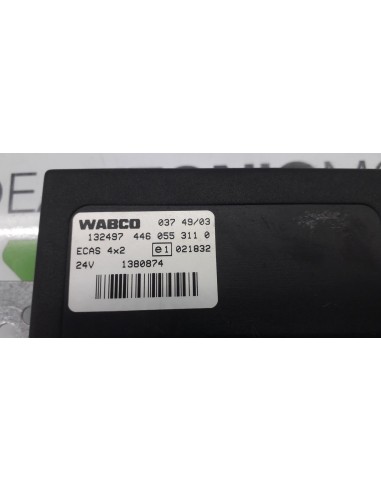 WABCO 037 49/03
132497 446 055 311 0
ECAS 4x2 e1 021832
24V 1380874